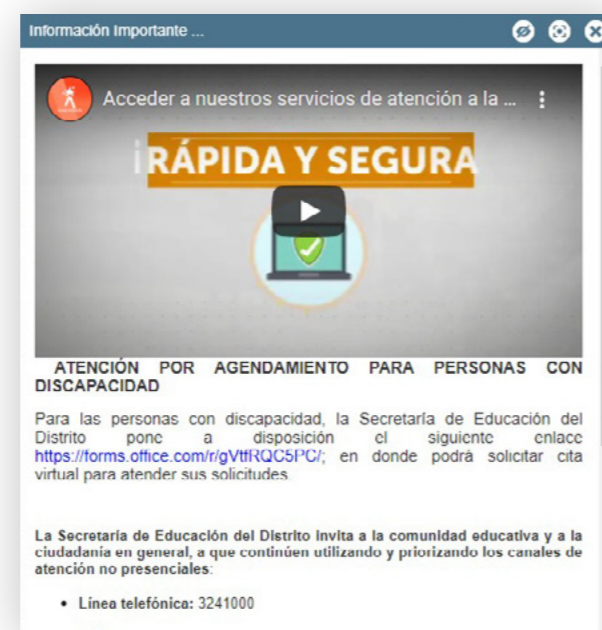 Información Importante ...
Acceder a nuestros servicios de atención a la ...
¡RÁPIDA Y SEGURA
ATENCIÓN POR AGENDAMIENTO PARA PERSONAS CON
DISCAPACIDAD
Para las personas con discapacidad, la Secretaría de Educación del
Distrito pone a disposición el siguiente enlace
https://forms.office.com/r/gVtfRQC5PC/; en donde podrá solicitar cita
virtual para atender sus solicitudes.
La Secretaría de Educación del Distrito invita a la comunidad educativa y a la
ciudadanía en general, a que continúen utilizando y priorizando los canales de
atención no presenciales:
• Línea telefónica: 3241000